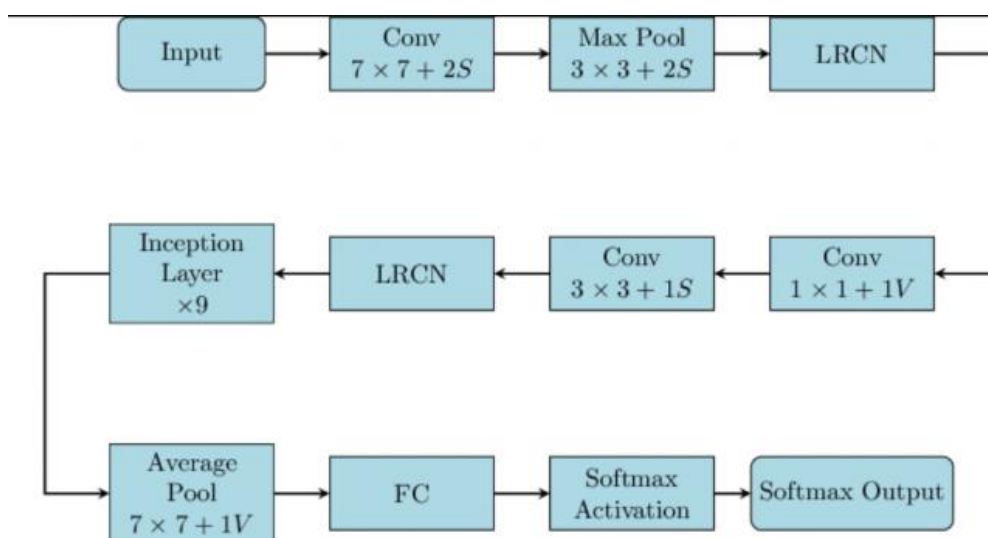 Input
Conv
7 × 7 + 2S
Max Pool
3 × 3 + 2S
LRCN
Conv
1 × 1 + 1V
Conv
3 × 3 + 1S
LRCN
Inception
Layer
×9
Average
Pool
7 × 7 + 1V
FC
Softmax
Activation
Softmax Output